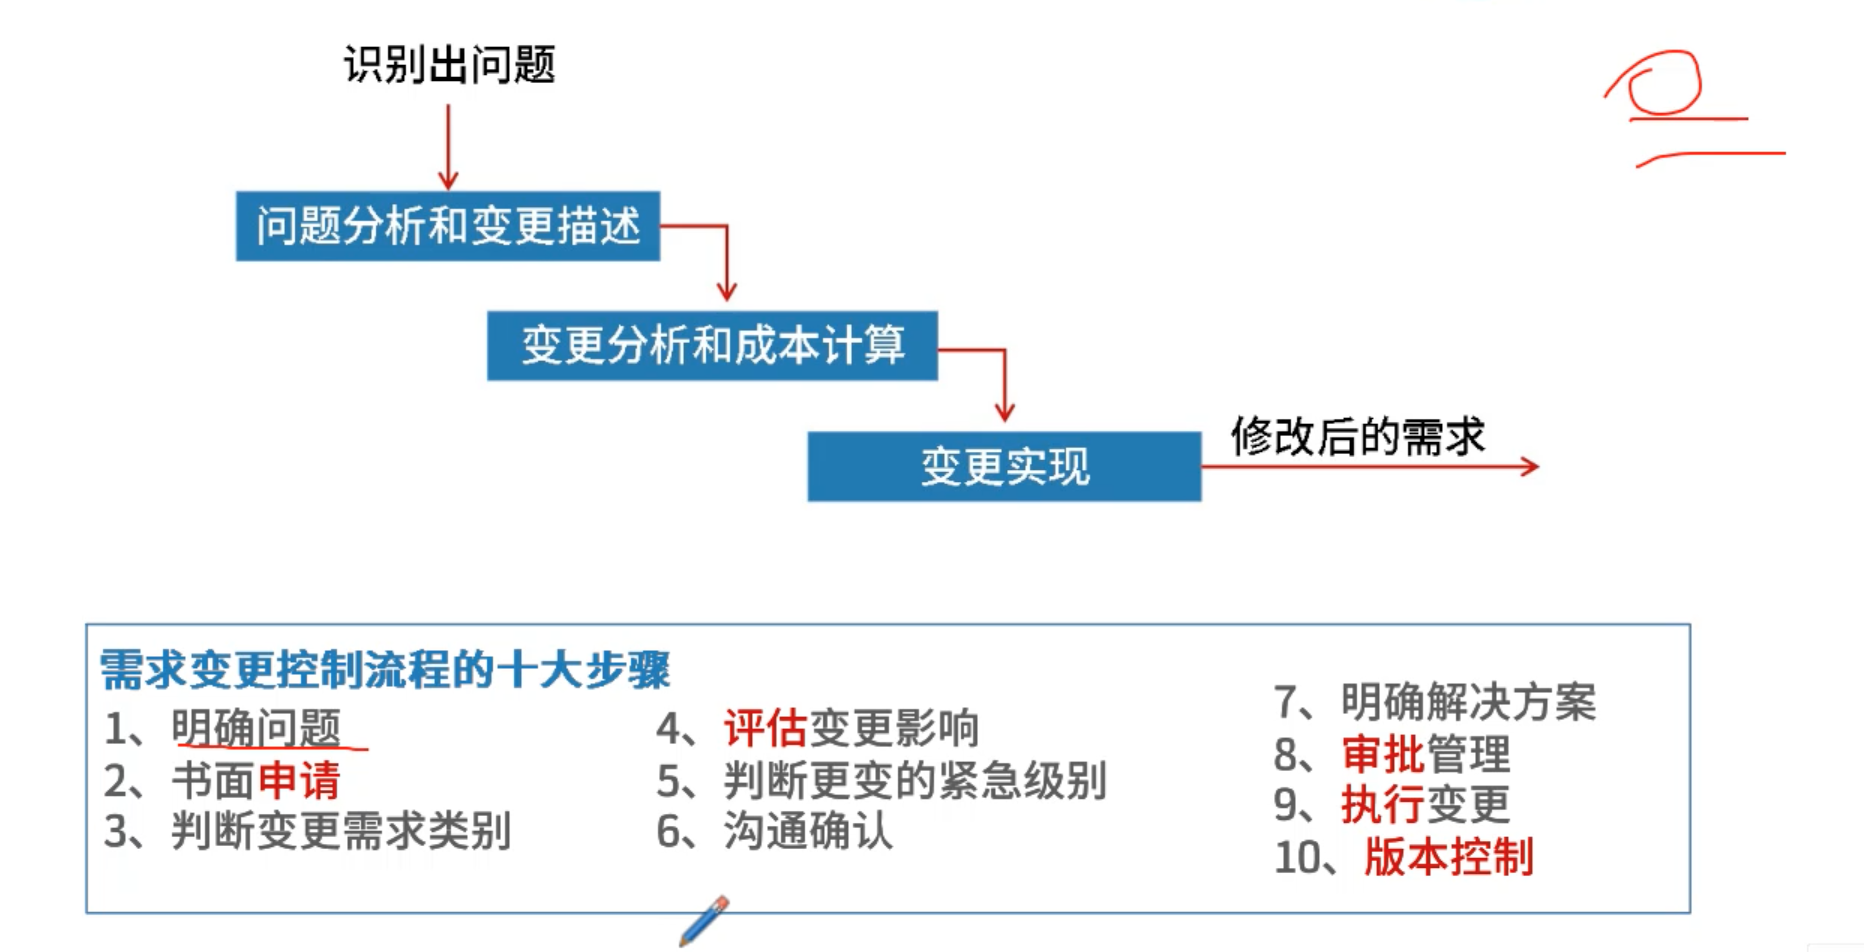 识别出问题
问题分析和变更描述
变更分析和成本计算
变更实现
修改后的需求
需求变更控制流程的十大步骤
1、明确问题
2、书面申请
3、判断变更需求类别
4、评估变更影响
5、判断更变的紧急级别
6、沟通确认
7、明确解决方案
8、审批管理
9、执行变更
10、版本控制